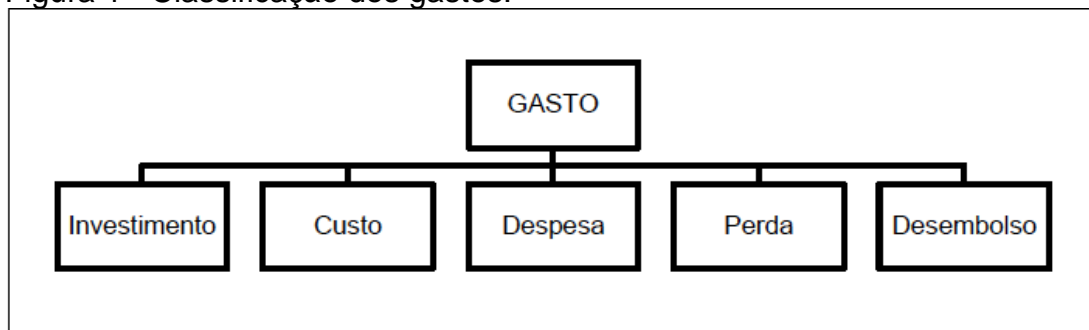 Figura 1 - Classificação dos gastos.
GASTO
Investimento
Custo
Despesa
Perda
Desembolso